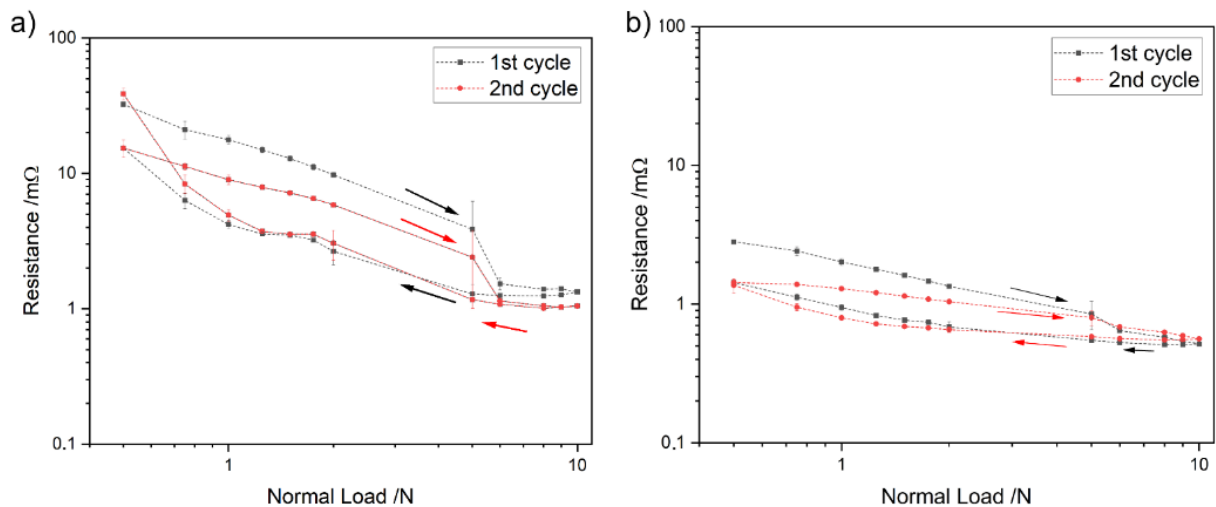 a)
100
10
1
0.1
Resistance /mΩ
1st cycle
2nd cycle
1
10
Normal Load /N
b)
100
10
1
0.1
Resistance /mΩ
1st cycle
2nd cycle
1
10
Normal Load /N